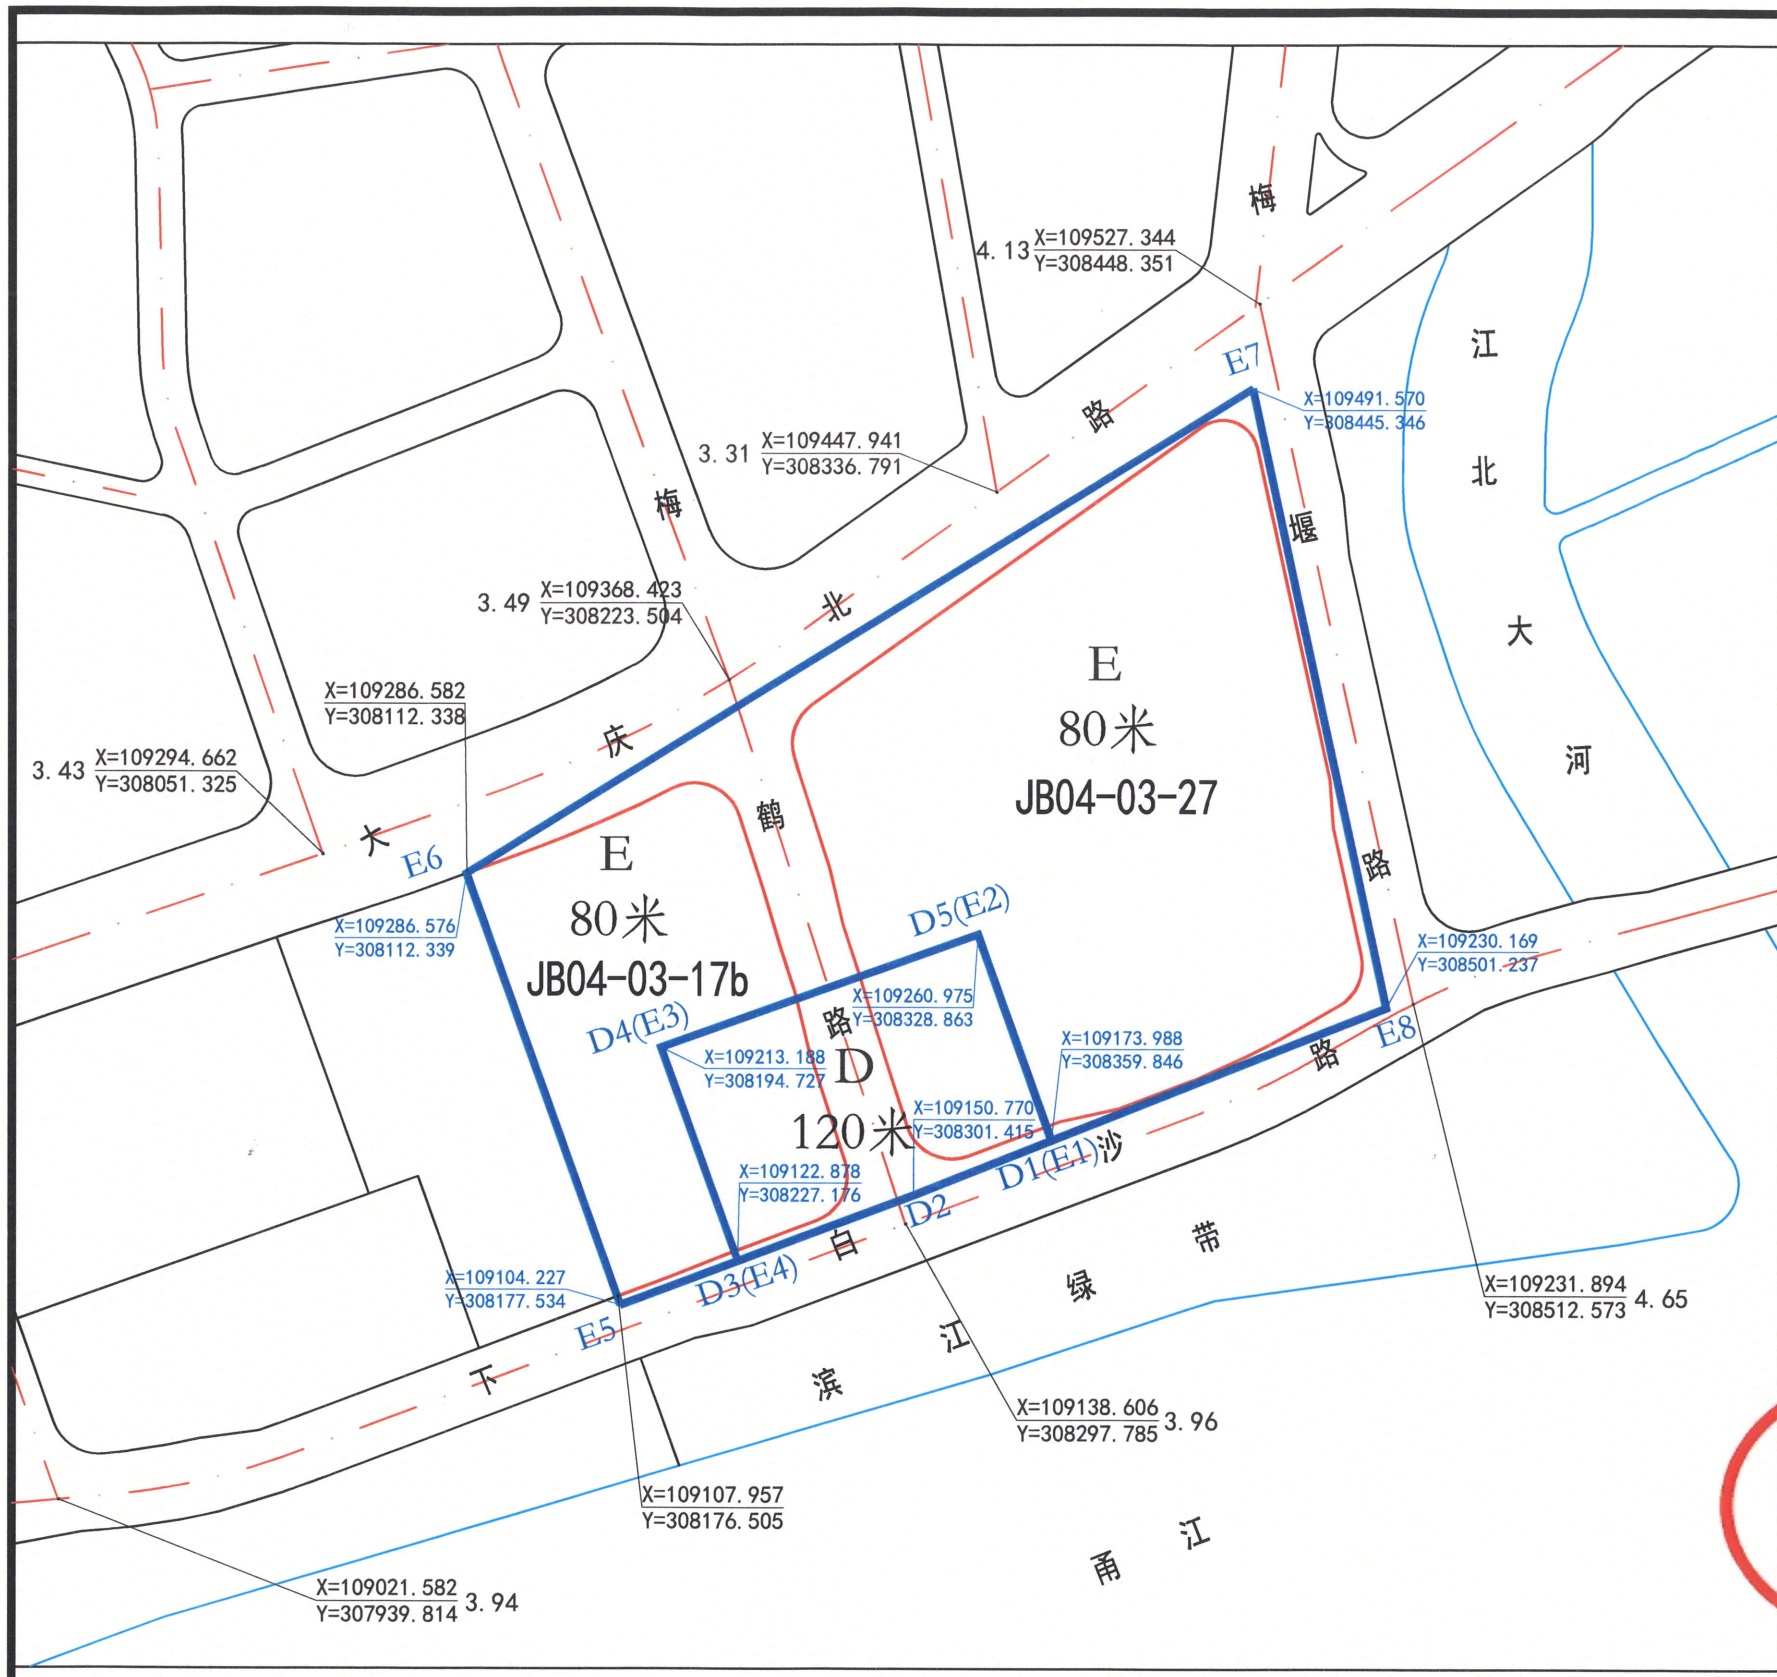 梅
4.13 X=109527.344
Y=308448.351
江
E7
X=109491.570
Y=308445.346
路
3.31 X=109447.941
Y=308336.791
北
梅
堰
3.49 X=109368.423
Y=308223.504
北
大
E
80米
JB04-03-27
X=109286.582
Y=308112.338
庆
河
3.43 X=109294.662
Y=308051.325
鹤
大
E6
E
80米
JB04-03-17b
路
D5(E2)
X=109286.576
Y=308112.339
X=109230.169
Y=308501.237
X=109260.975
Y=308328.863
路
D4(E3)
E8
X=109213.188
Y=308194.727
D
120米
X=109173.988
Y=308359.846
路
X=109150.770
Y=308301.415
沙
D1(E1)
X=109122.878
Y=308227.176
D2
白
带
D3(E4)
绿
X=109104.227
Y=308177.534
E5
江
X=109231.894
Y=308512.573 4.65
下
滨
X=109138.606
Y=308297.785 3.96
X=109107.957
Y=308176.505
江
甬
X=109021.582
Y=307939.814 3.94